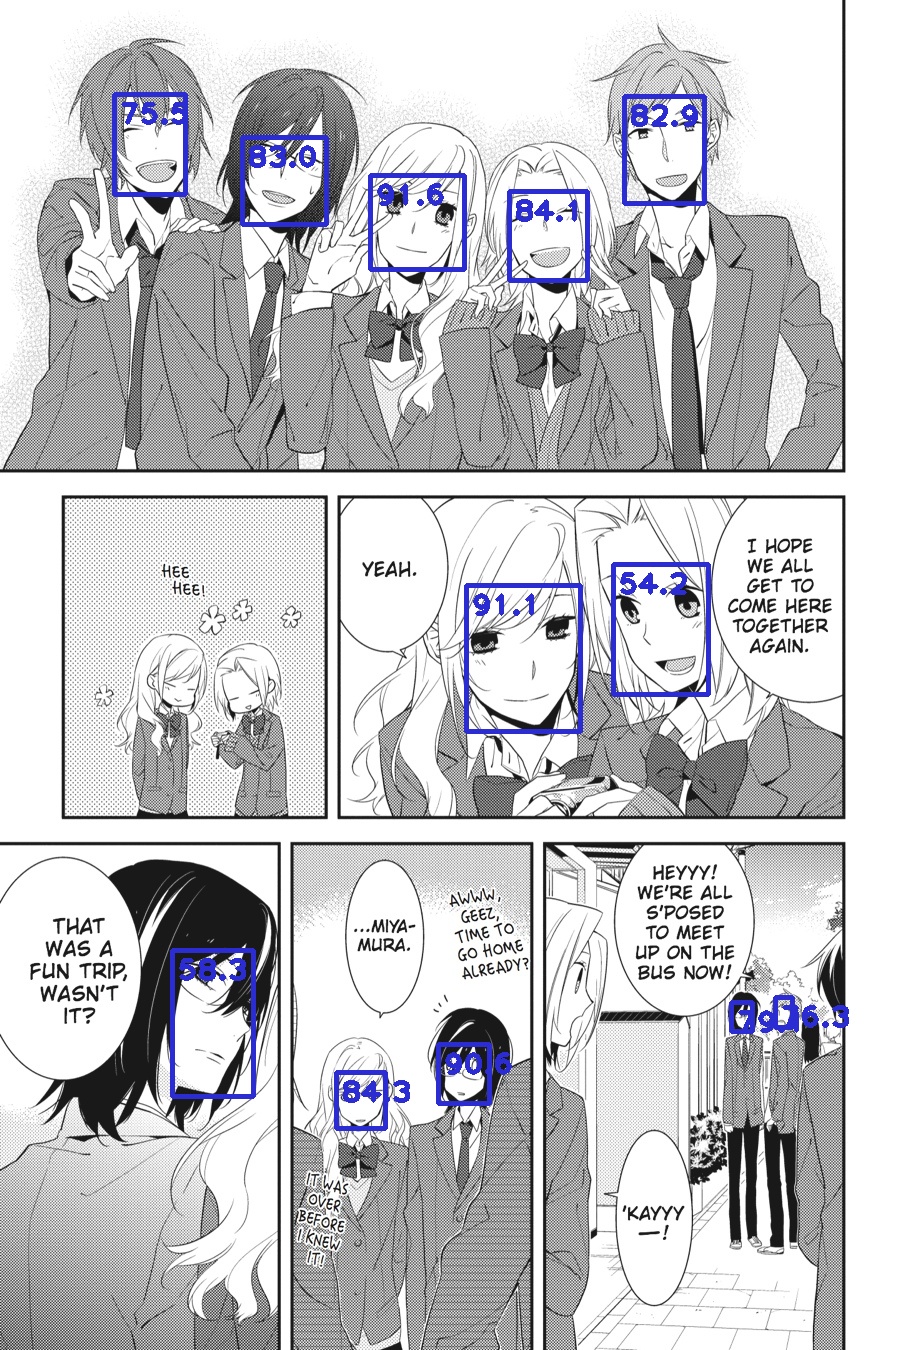 75.5
83.0
91.6
84.1
82.9
I HOPE
WE ALL
GET TO
COME HERE
TOGETHER
AGAIN.
54.2
91.1
YEAH.
HEE
HEE!
HEYYY!
WE'RE ALL
S'POSED
TO MEET
UP ON THE
BUS NOW!
76.3
'KAYYY
—!
AWWW,
GEEZ,
TIME TO
GO HOME
ALREADY?
...MIYA-
MURA.
90.6
84.3
IT WAS
OVER
BEFORE
I KNEW
IT!
THAT
WAS A
FUN TRIP,
WASN'T
IT?
58.3